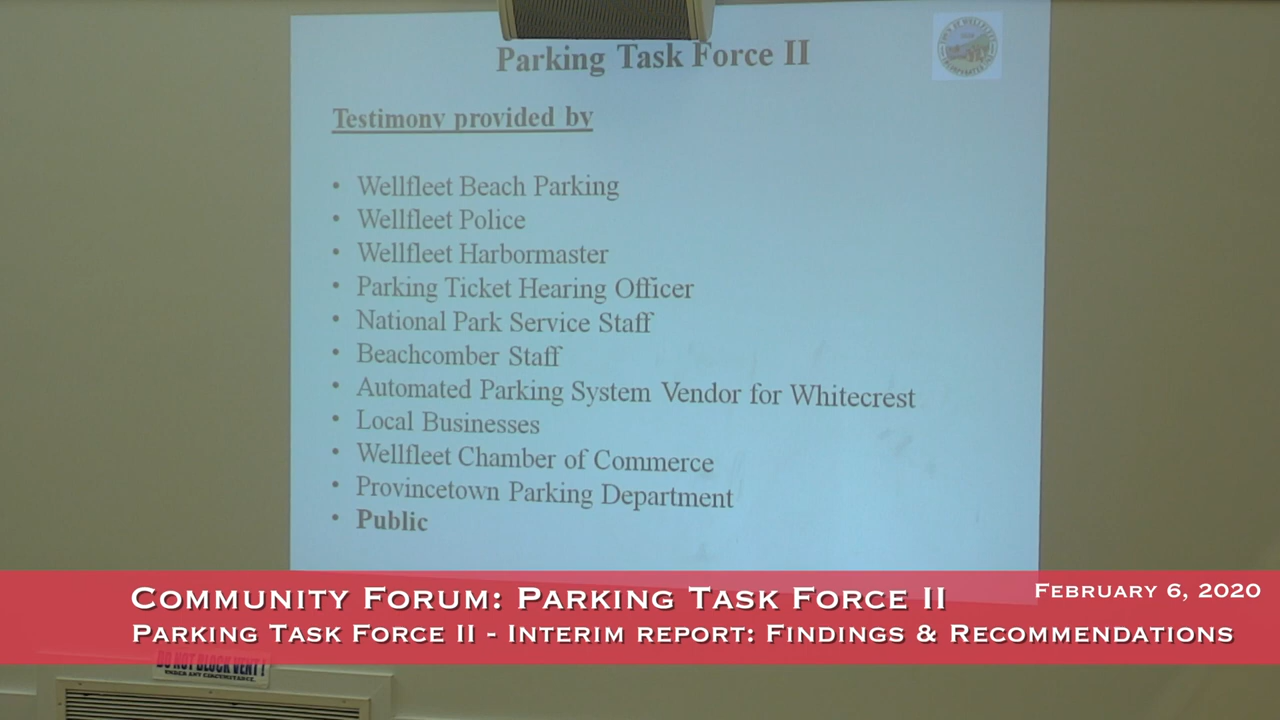 Parking Task Force II
Testimony provided by
• Wellfleet Beach Parking
• Wellfleet Police
• Wellfleet Harbormaster
• Parking Ticket Hearing Officer
• National Park Service Staff
• Beachcomber Staff
• Automated Parking System Vendor for Whitecrest
• Local Businesses
• Wellfleet Chamber of Commerce
• Provincetown Parking Department
• Public
Community Forum: Parking Task Force II
February 6, 2020
Parking Task Force II - Interim report: Findings & Recommendations
DO NOT BLOCK VENT!
UNDER ANY CIRCUMSTANCE.